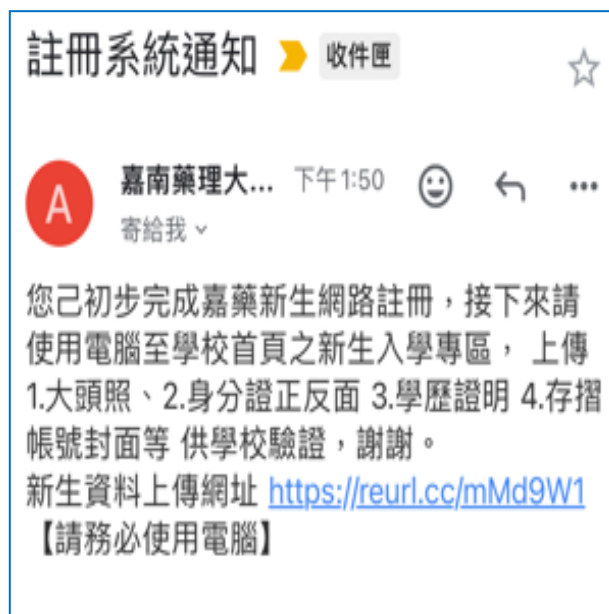 註冊系統通知 收件匣
A
嘉南藥理大... 下午1:50
寄給我
您己初步完成嘉藥新生網路註冊，接下來請
使用電腦至學校首頁之新生入學專區， 上傳
1.大頭照、2.身分證正反面 3.學歷證明 4.存摺
帳號封面等 供學校驗證，謝謝。
新生資料上傳網址 https://reurl.cc/mMd9W1
【請務必使用電腦】